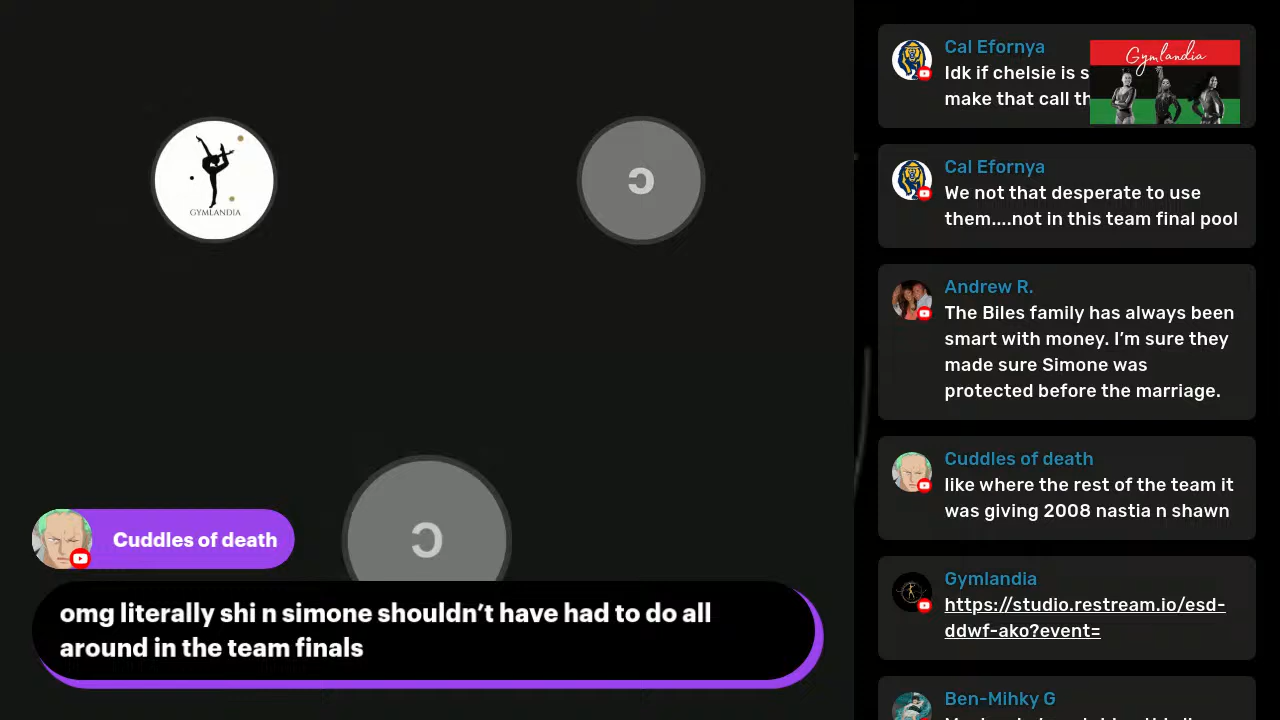 GYMLANDIA
C
C
Cuddles of death
omg literally shi n simone shouldn’t have had to do all
around in the team finals
Cal Efornya
Idk if chelsie is s
make that call th
Gymlandia
Cal Efornya
We not that desperate to use
them....not in this team final pool
Andrew R.
The Biles family has always been
smart with money. I’m sure they
made sure Simone was
protected before the marriage.
Cuddles of death
like where the rest of the team it
was giving 2008 nastia n shawn
Gymlandia
https://studio.restream.io/esd-
ddwf-ako?event=
Ben-Mihky G